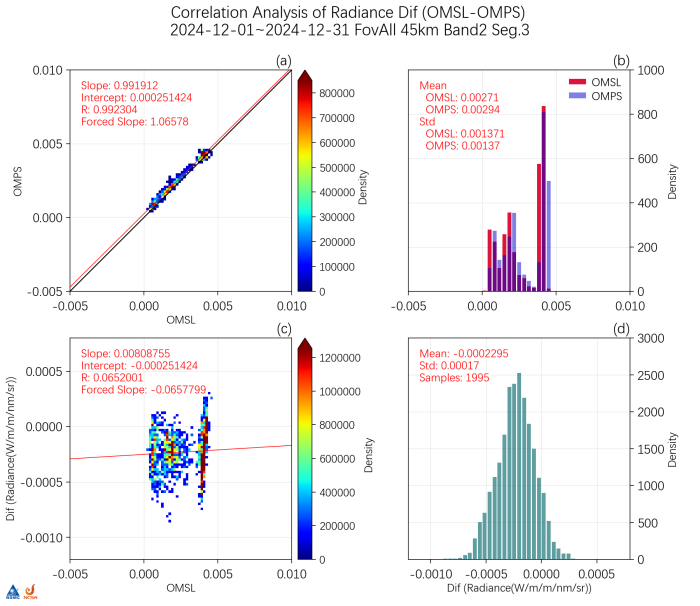 Correlation Analysis of Radiance Dif (OMSL-OMPS)
2024-12-01~2024-12-31 FovAll 45km Band2 Seg.3
(a)
Slope: 0.991912
Intercept: 0.000251424
R: 0.992304
Forced Slope: 1.06578
0.010
0.005
0.000
-0.005
OMPS
-0.005
0.000
0.005
0.010
OMSL
800000
700000
600000
500000
400000
300000
200000
100000
0
Density
(b)
Mean
OMSL: 0.00271
OMPS: 0.00294
Std
OMSL: 0.001371
OMPS: 0.00137
OMSL
OMPS
1000
800
600
400
200
0
Density
-0.005
0.000
0.005
0.010
(c)
Slope: 0.00808755
Intercept: -0.000251424
R: 0.0652001
Forced Slope: -0.0657799
0.0005
0.0000
-0.0005
-0.0010
Dif (Radiance(W/m/m/nm/sr))
-0.005
0.000
0.005
0.010
OMSL
1200000
1000000
800000
600000
400000
200000
0
Density
(d)
Mean: -0.0002295
Std: 0.00017
Samples: 1995
3000
2500
2000
1500
1000
500
0
Density
-0.0010
-0.0005
0.0000
0.0005
Dif (Radiance(W/m/m/nm/sr))